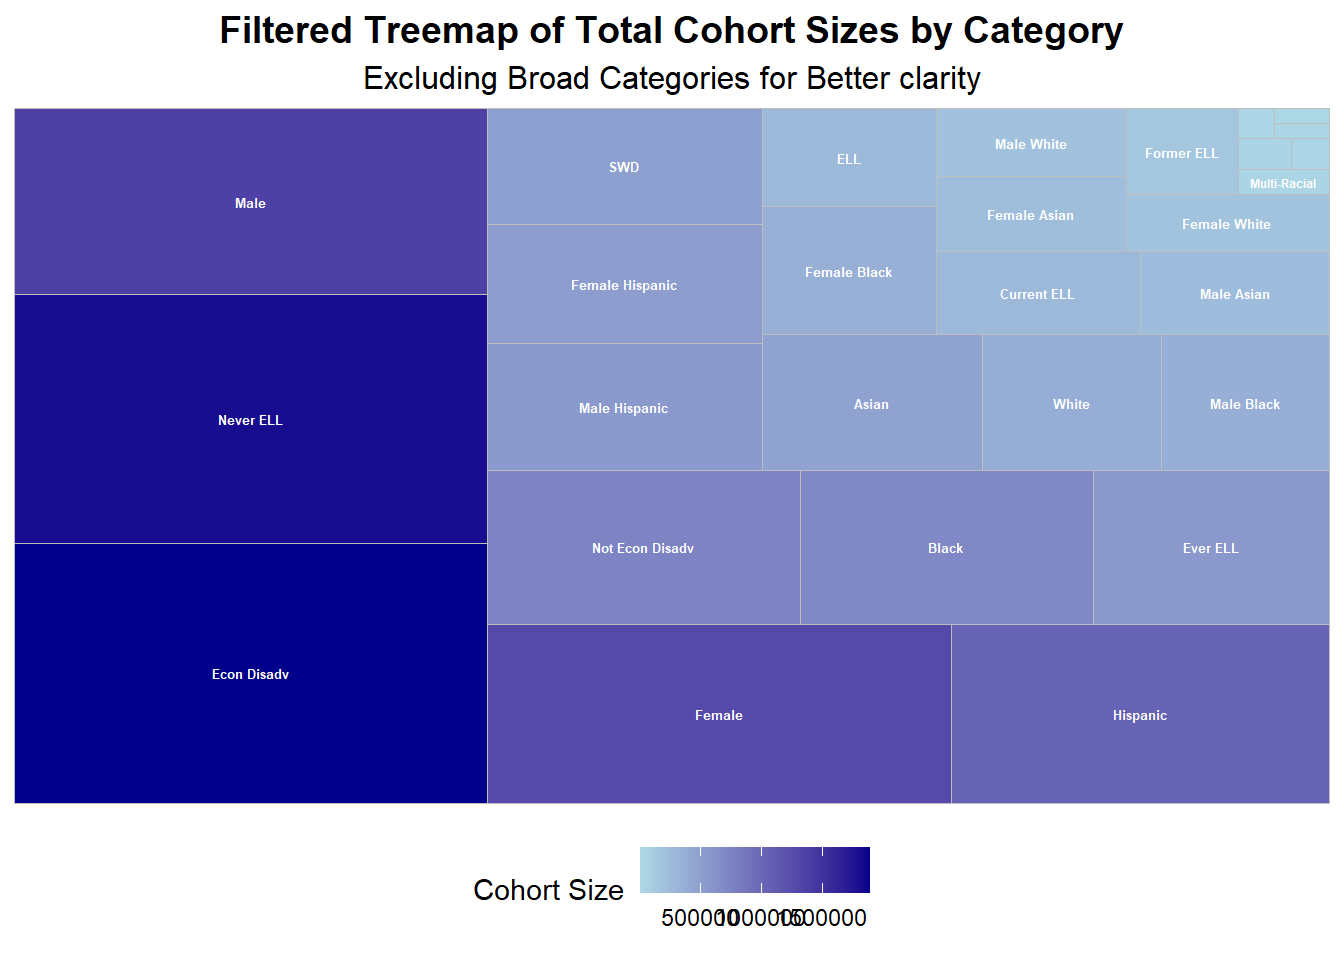 Filtered Treemap of Total Cohort Sizes by Category
Excluding Broad Categories for Better clarity
Male
Never ELL
Econ Disadv
SWD
Female Hispanic
Male Hispanic
ELL
Female Black
Male White
Female Asian
Former ELL
Multi-Racial
Female White
Current ELL
Male Asian
Asian
White
Male Black
Not Econ Disadv
Black
Ever ELL
Female
Hispanic
Cohort Size
500000
1000000
1500000